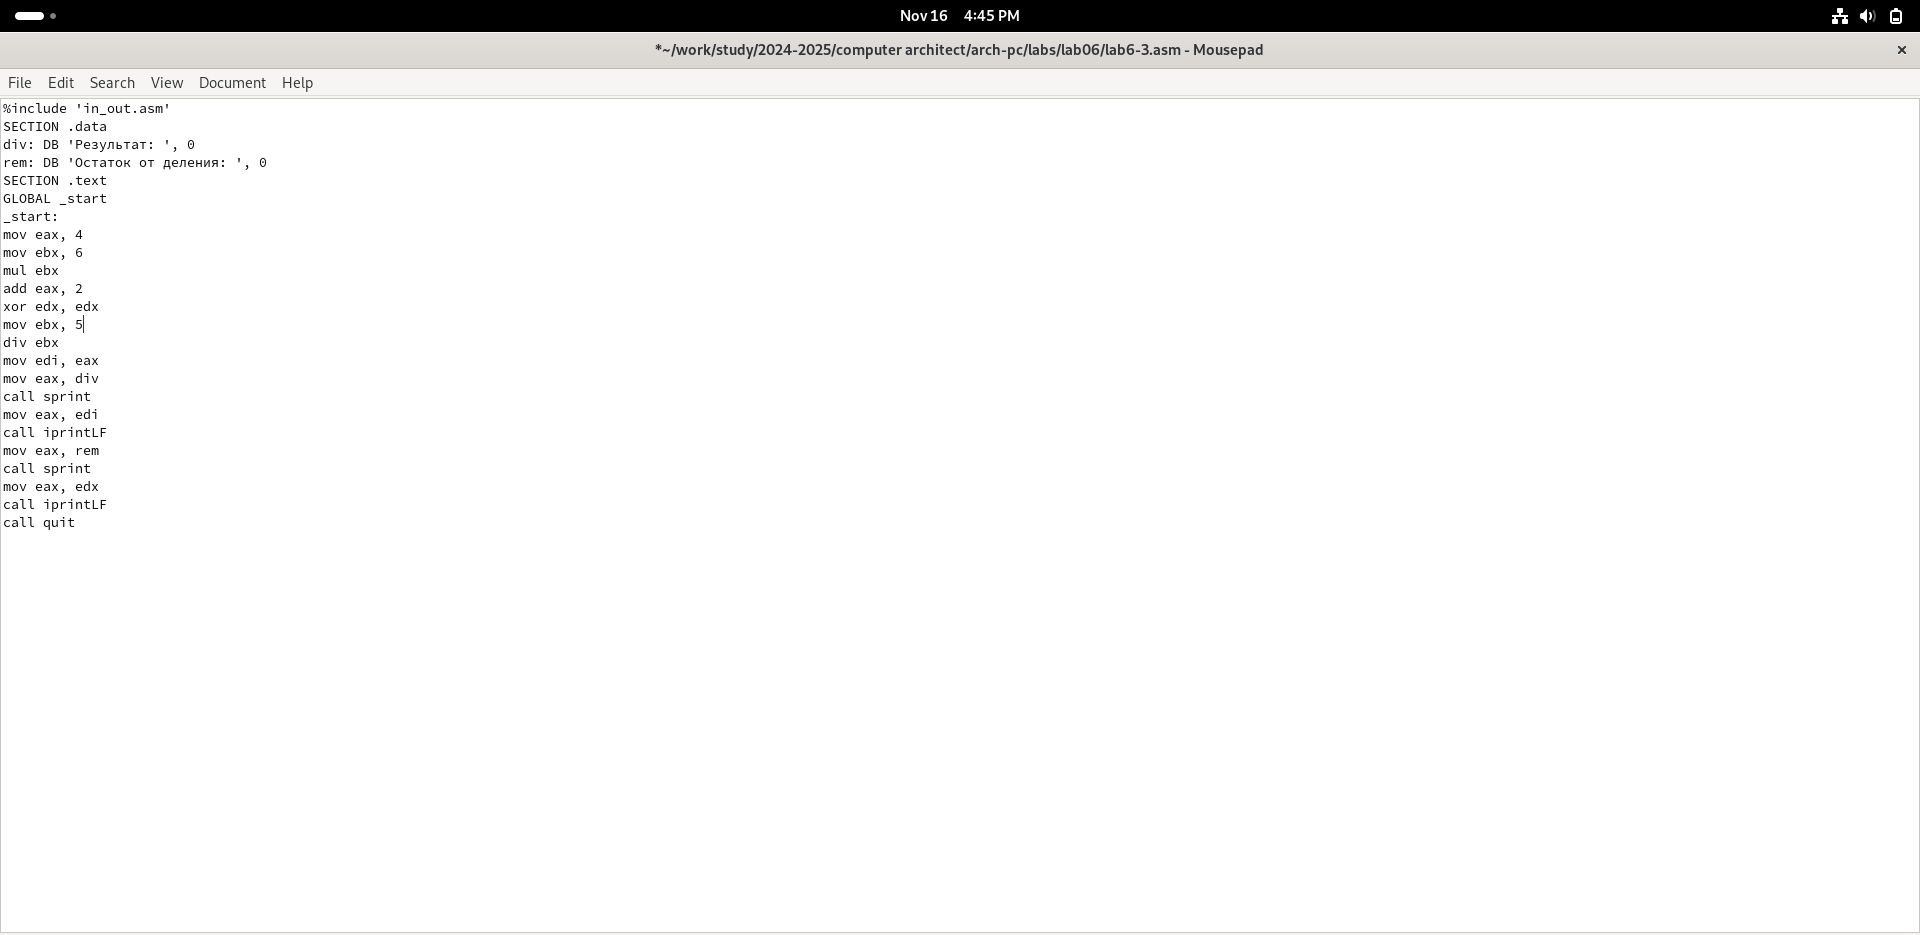 Nov 16 4:45 PM
*~/work/study/2024-2025/computer architect/arch-pc/labs/lab06/lab6-3.asm - Mousepad
File Edit Search View Document Help
%include 'in_out.asm'
SECTION .data
div: DB 'Результат: ', 0
rem: DB 'Остаток от деления: ', 0
SECTION .text
GLOBAL _start
_start:
mov eax, 4
mov ebx, 6
mul ebx
add eax, 2
xor edx, edx
mov ebx, 5
div ebx
mov edi, eax
mov eax, div
call sprint
mov eax, edi
call iprintLF
mov eax, rem
call sprint
mov eax, edx
call iprintLF
call quit